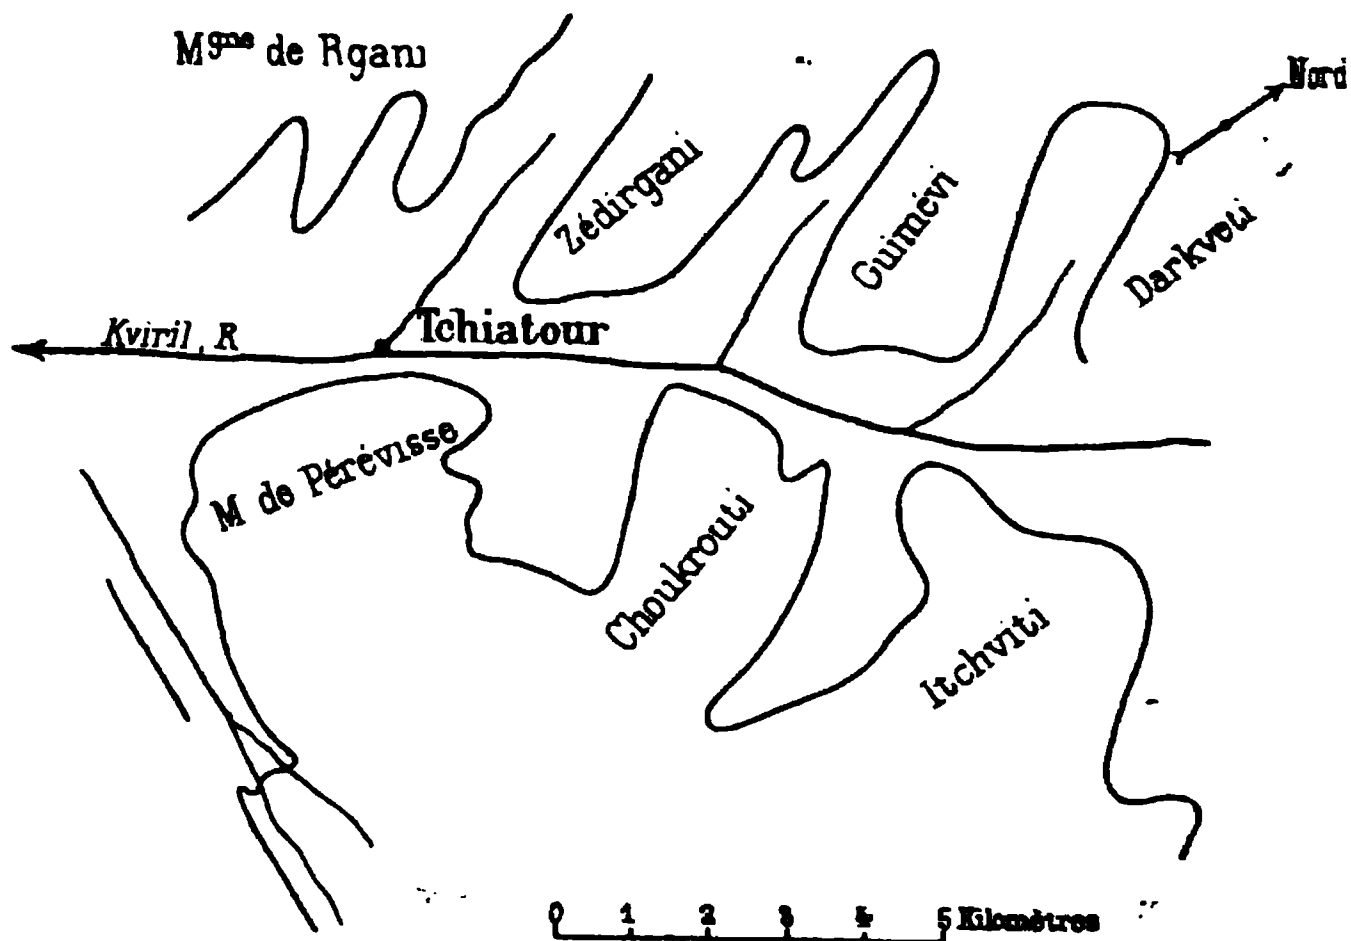 Mgne de Rgani
Nord
Zédirgani
Guimévi
Darkveti
Kviril, R
Tchiatour
M de Pérévisse
Choukrouti
Itchviti
0 1 2 3 4 5 Kilomètres